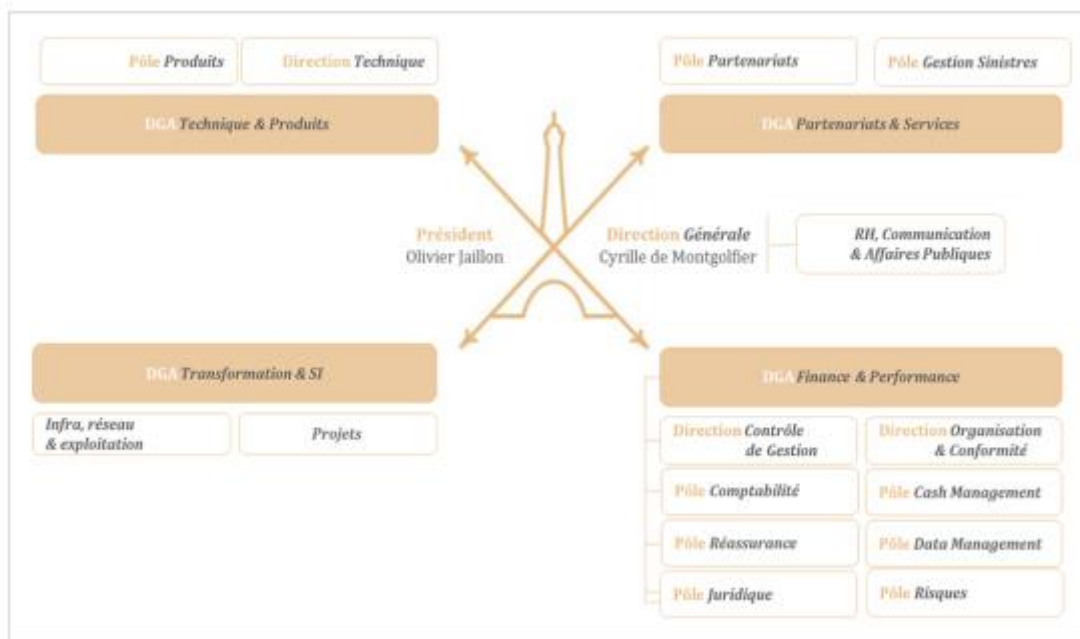 Pôle Produits
Direction Technique
DGA Technique & Produits
Pôle Partenariats
Pôle Gestion Sinistres
DGA Partenariats & Services
Président
Olivier Jaillon
Direction Générale
Cyrille de Montgolfier
RH, Communication
& Affaires Publiques
DGA Transformation & SI
Infra, réseau
& exploitation
Projets
DGA Finance & Performance
Direction Contrôle
de Gestion
Direction Organisation
& Conformité
Pôle Comptabilité
Pôle Cash Management
Pôle Réassurance
Pôle Data Management
Pôle Juridique
Pôle Risques